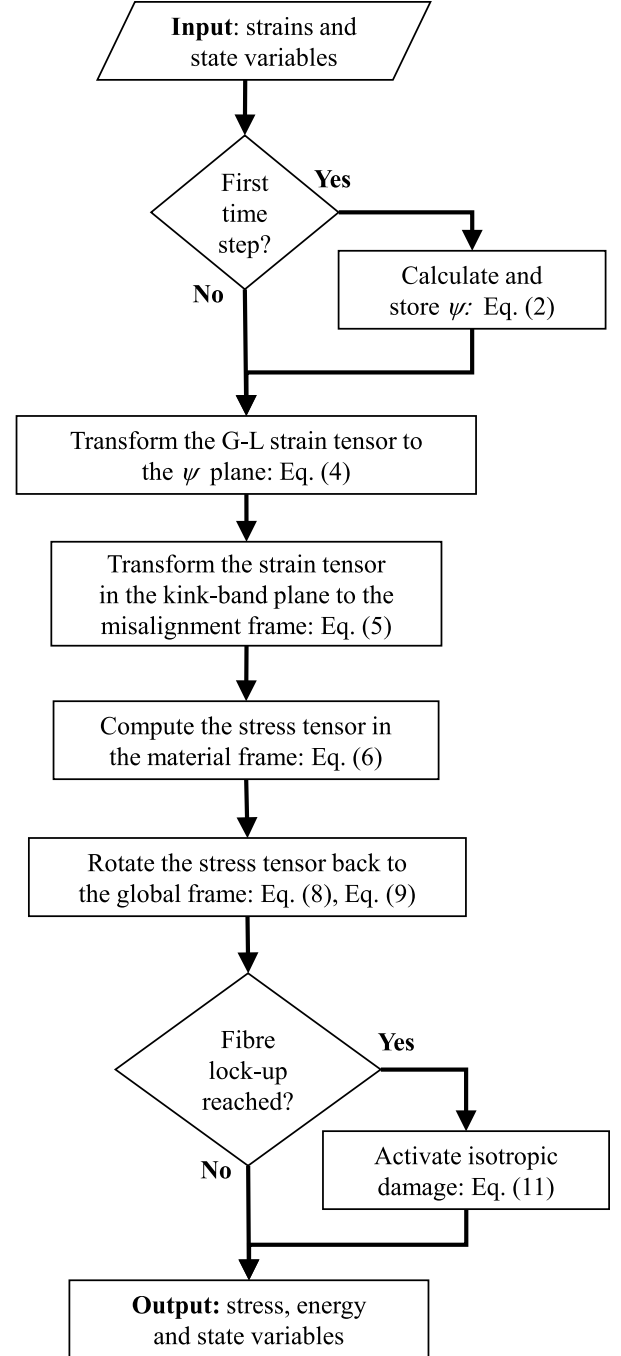 Input: strains and
state variables
First
time
step?
Yes
No
Calculate and
store ψ: Eq. (2)
Transform the G-L strain tensor to
the ψ plane: Eq. (4)
Transform the strain tensor
in the kink-band plane to the
misalignment frame: Eq. (5)
Compute the stress tensor in
the material frame: Eq. (6)
Rotate the stress tensor back to
the global frame: Eq. (8), Eq. (9)
Fibre
lock-up
reached?
Yes
No
Activate isotropic
damage: Eq. (11)
Output: stress, energy
and state variables